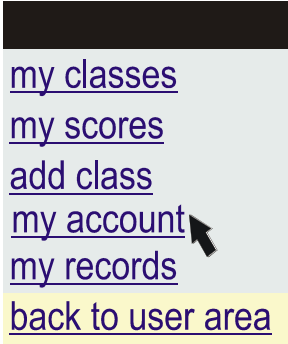 my classes
my scores
add class
my account
my records
back to user area